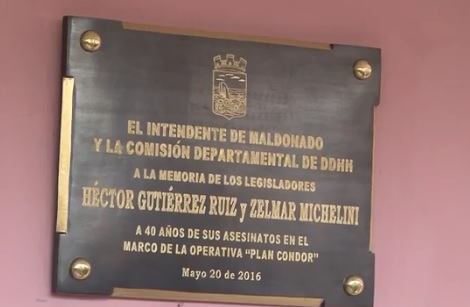 EL INTENDENTE DE MALDONADO
Y LA COMISIÓN DEPARTAMENTAL DE DDHH
A LA MEMORIA DE LOS LEGISLADORES
HÉCTOR GUTIÉRREZ RUIZ y ZELMAR MICHELINI
A 40 AÑOS DE SUS ASESINATOS EN EL
MARCO DE LA OPERATIVA "PLAN CONDOR"
Mayo 20 de 2016